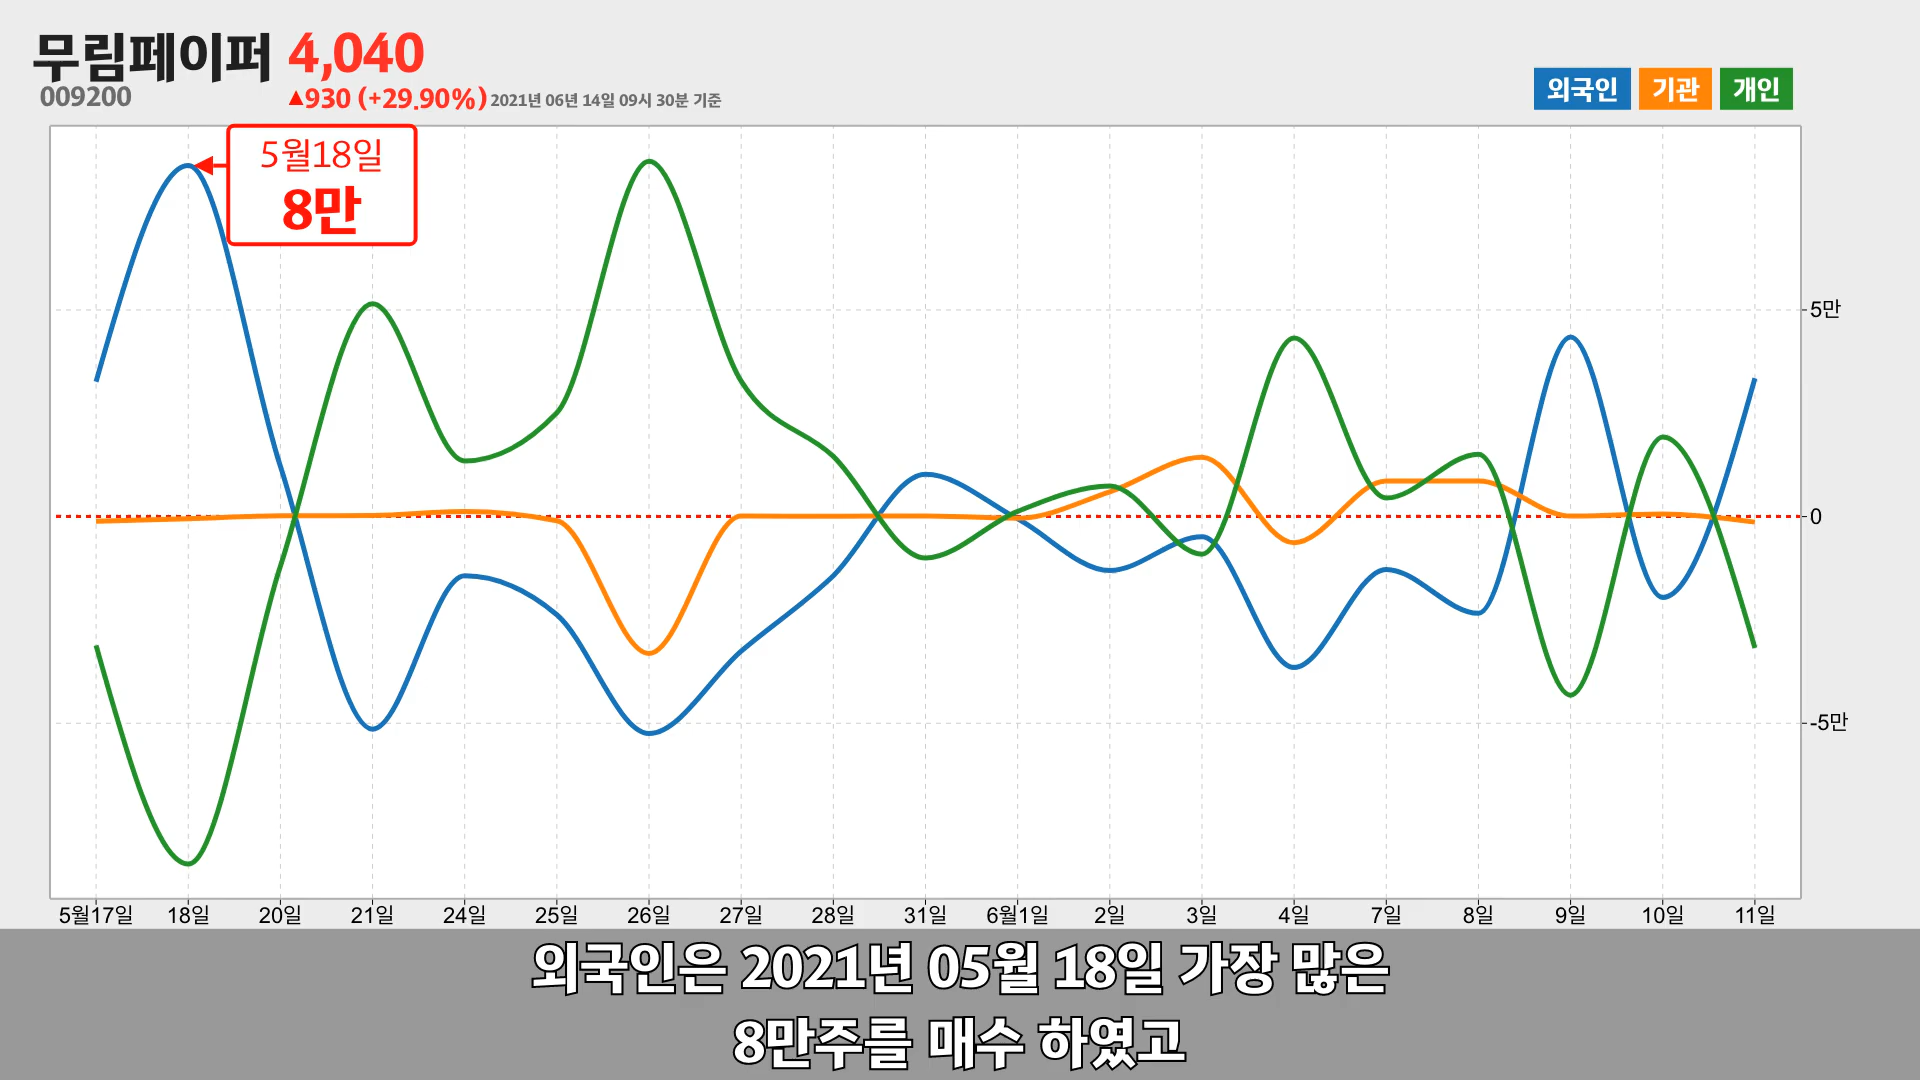 무림페이퍼 4,040
009200
▲930 (+29.90%) 2021년 06년 14일 09시 30분 기준
외국인 기관 개인
5월18일
8만
5만
0
-5만
5월17일 18일 20일 21일 24일 25일 26일 27일 28일 31일 6월1일 2일 3일 4일 7일 8일 9일 10일 11일
외국인은 2021년 05월 18일 가장 많은
8만주를 매수 하였고